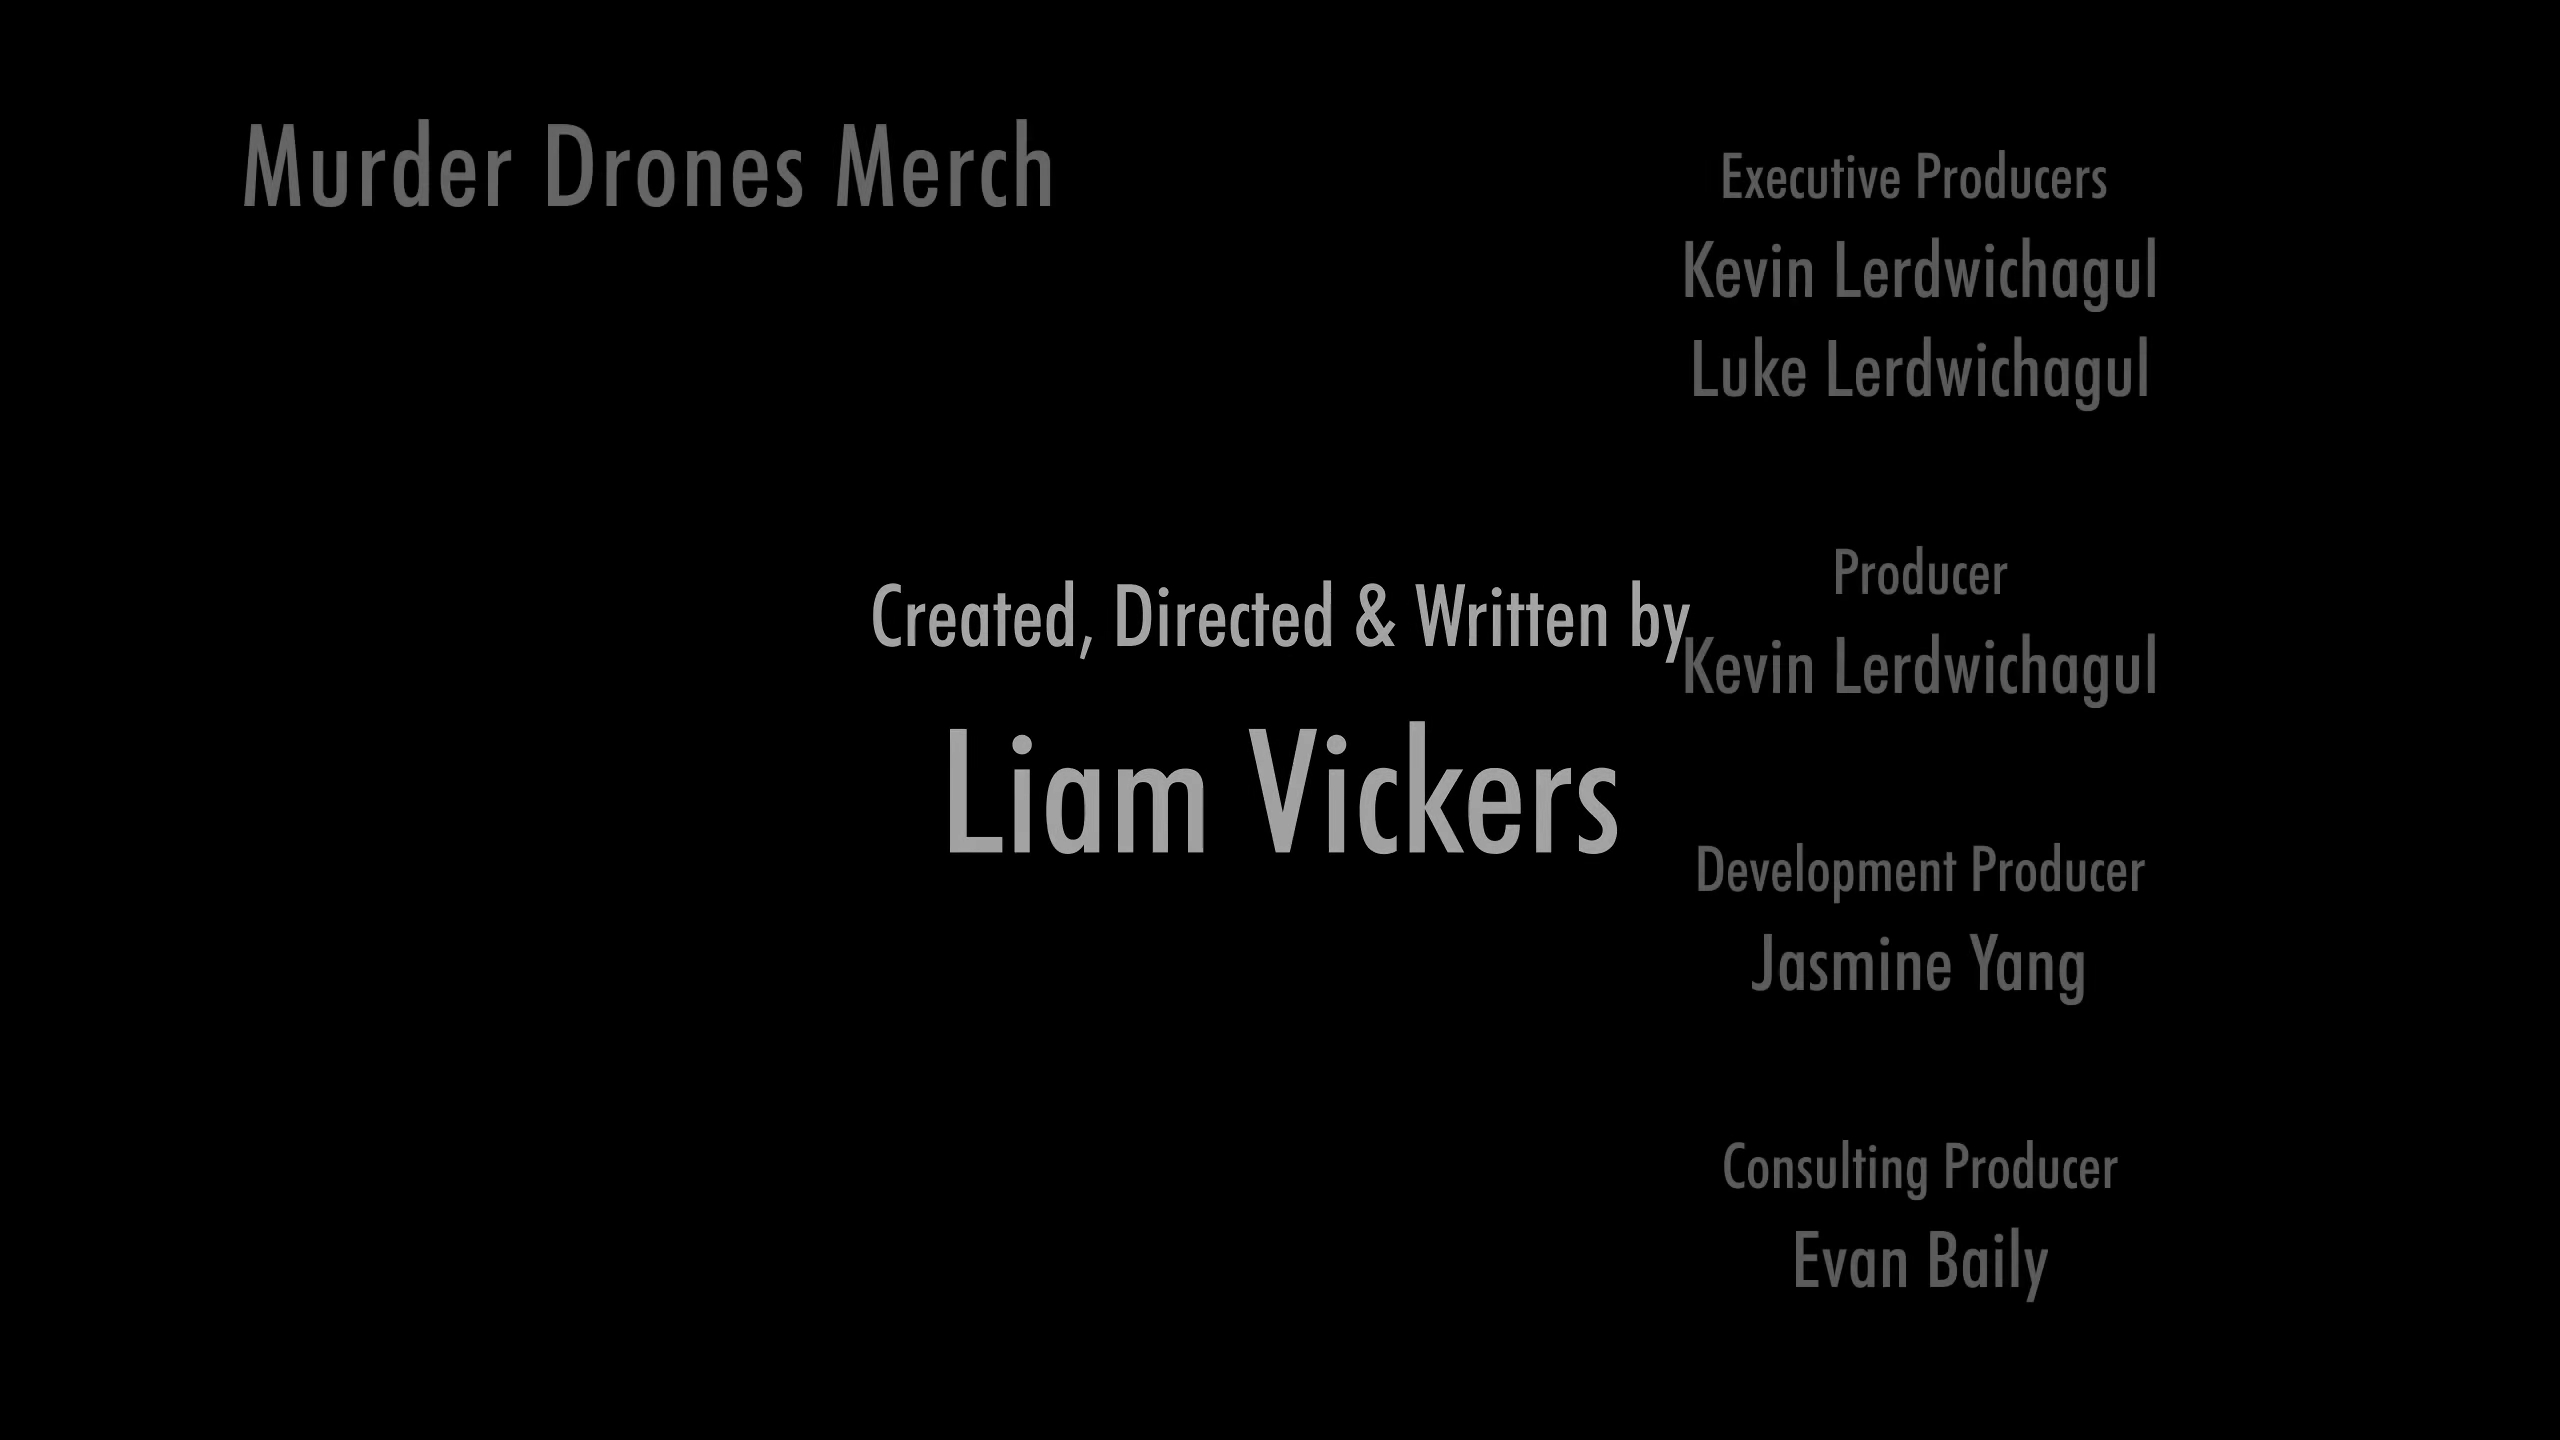 Murder Drones Merch
Created, Directed & Written by
Liam Vickers
Executive Producers
Kevin Lerdwichagul
Luke Lerdwichagul
Producer
Kevin Lerdwichagul
Development Producer
Jasmine Yang
Consulting Producer
Evan Baily